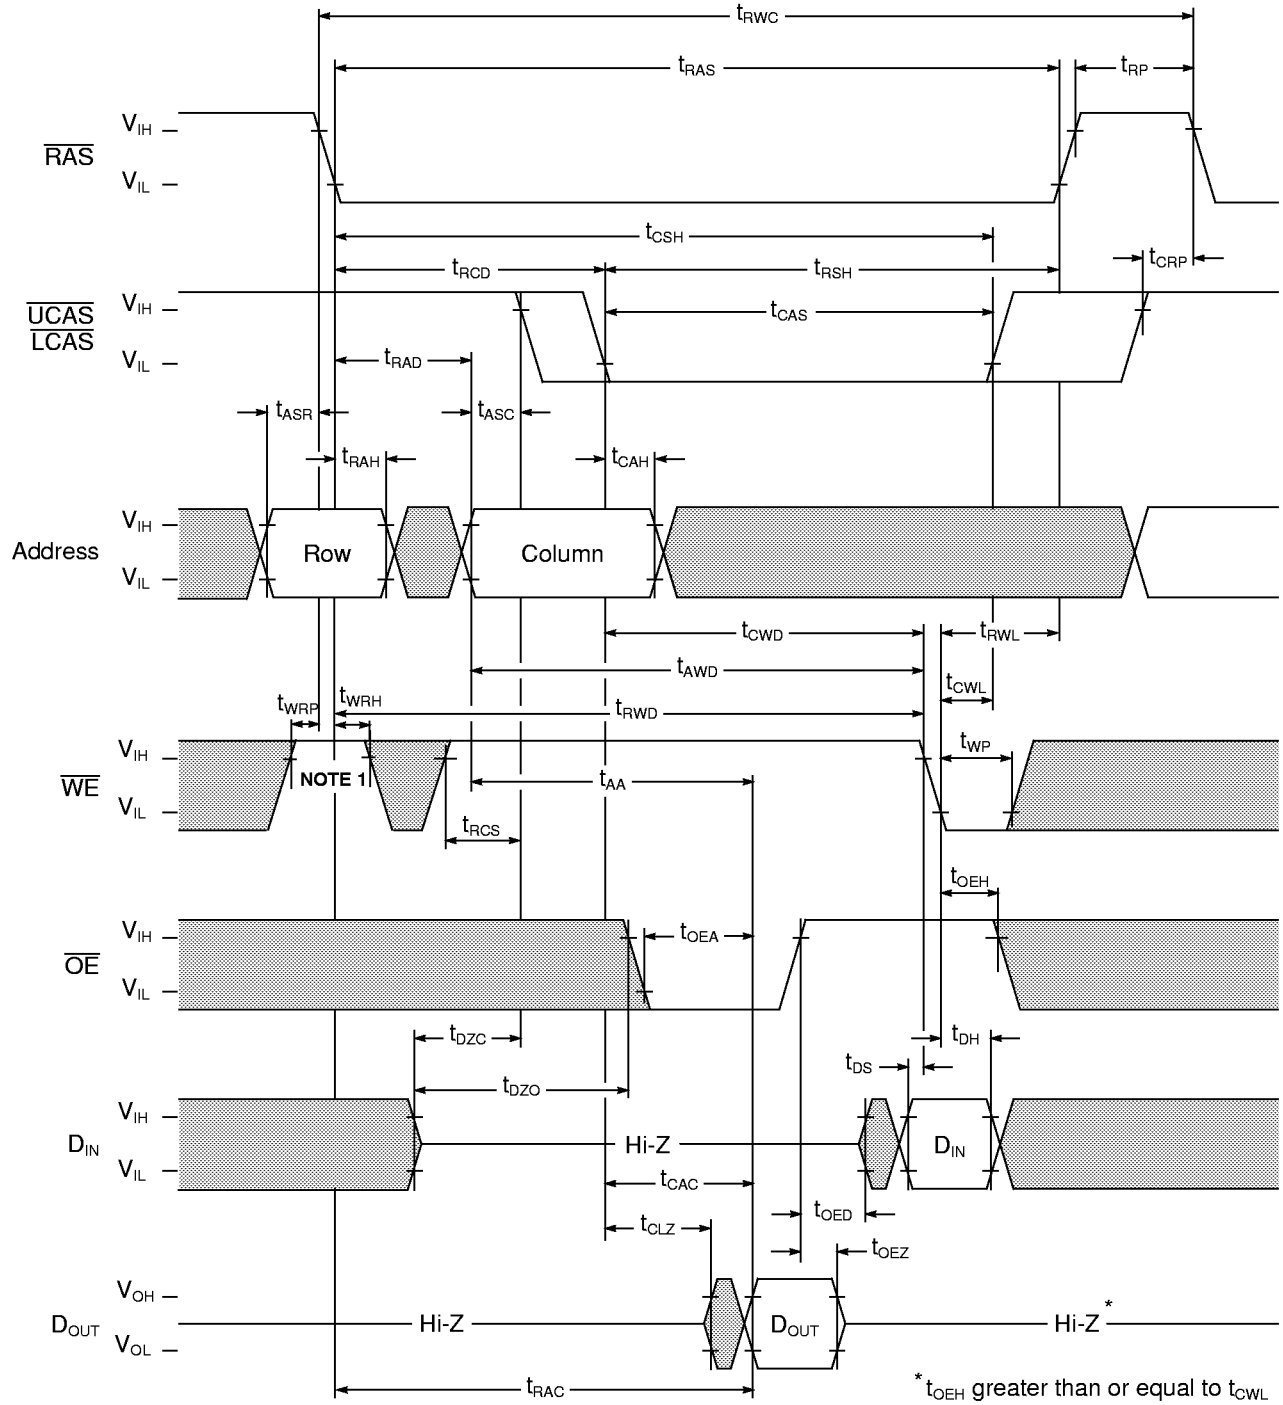 tRWC
tRAS
tRP
VIH
RAS
VIL
tCSH
tRCD
tRSH
tCRP
VIH
UCAS
LCAS
tCAS
VIL
tRAD
tASR
tASC
tRAH
tCAH
VIH
Address
Row
Column
VIL
tCWD
tRWL
tAWD
tCWL
tWRP
tWRH
tRWD
VIH
tWP
WE
NOTE 1
tAA
VIL
tRCS
tOEH
VIH
tOEA
OE
VIL
tDZC
tDH
tDS
tDZO
VIH
DIN
Hi-Z
DIN
VIL
tCAC
tOED
tCLZ
tOEZ
VOH
DOUT
Hi-Z
DOUT
Hi-Z*
VOL
tRAC
*tOEH greater than or equal to tCWL